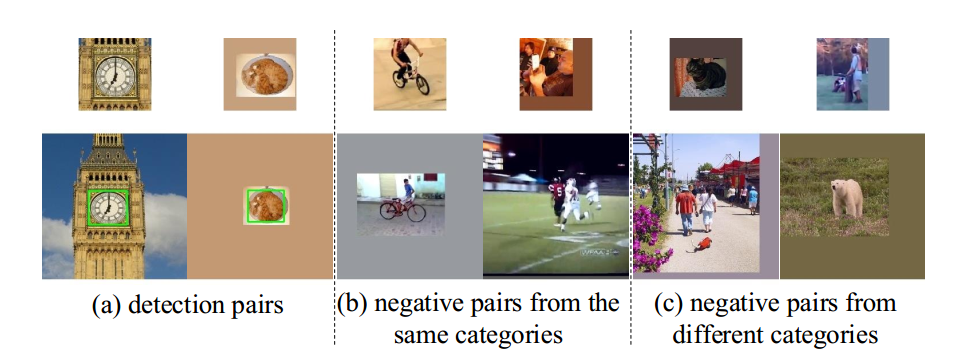 (a) detection pairs
(b) negative pairs from the
same categories
(c) negative pairs from
different categories